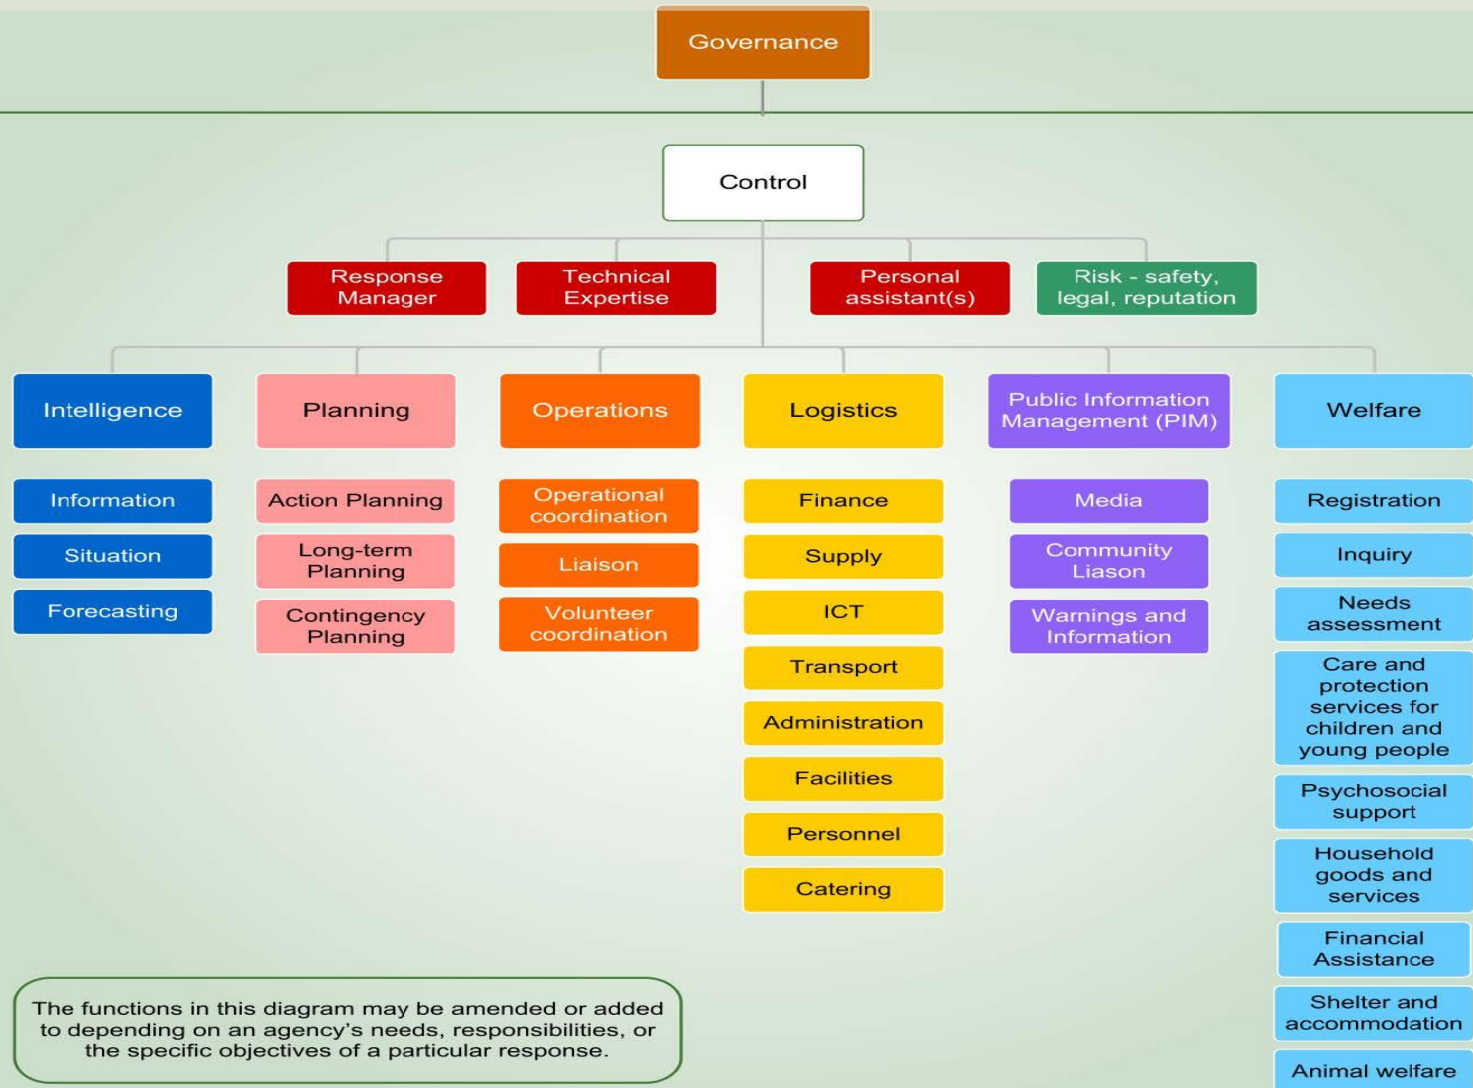 Governance
Control
Response
Manager
Technical
Expertise
Personal
assistant(s)
Risk - safety,
legal, reputation
Intelligence
Planning
Operations
Logistics
Public Information
Management (PIM)
Welfare
Information
Situation
Forecasting
Action Planning
Long-term
Planning
Contingency
Planning
Operational
coordination
Liaison
Volunteer
coordination
Finance
Supply
ICT
Transport
Administration
Facilities
Personnel
Catering
Media
Community
Liason
Warnings and
Information
Registration
Inquiry
Needs
assessment
Care and
protection
services for
children and
young people
Psychosocial
support
Household
goods and
services
Financial
Assistance
Shelter and
accommodation
Animal welfare
The functions in this diagram may be amended or added
to depending on an agency's needs, responsibilities, or
the specific objectives of a particular response.